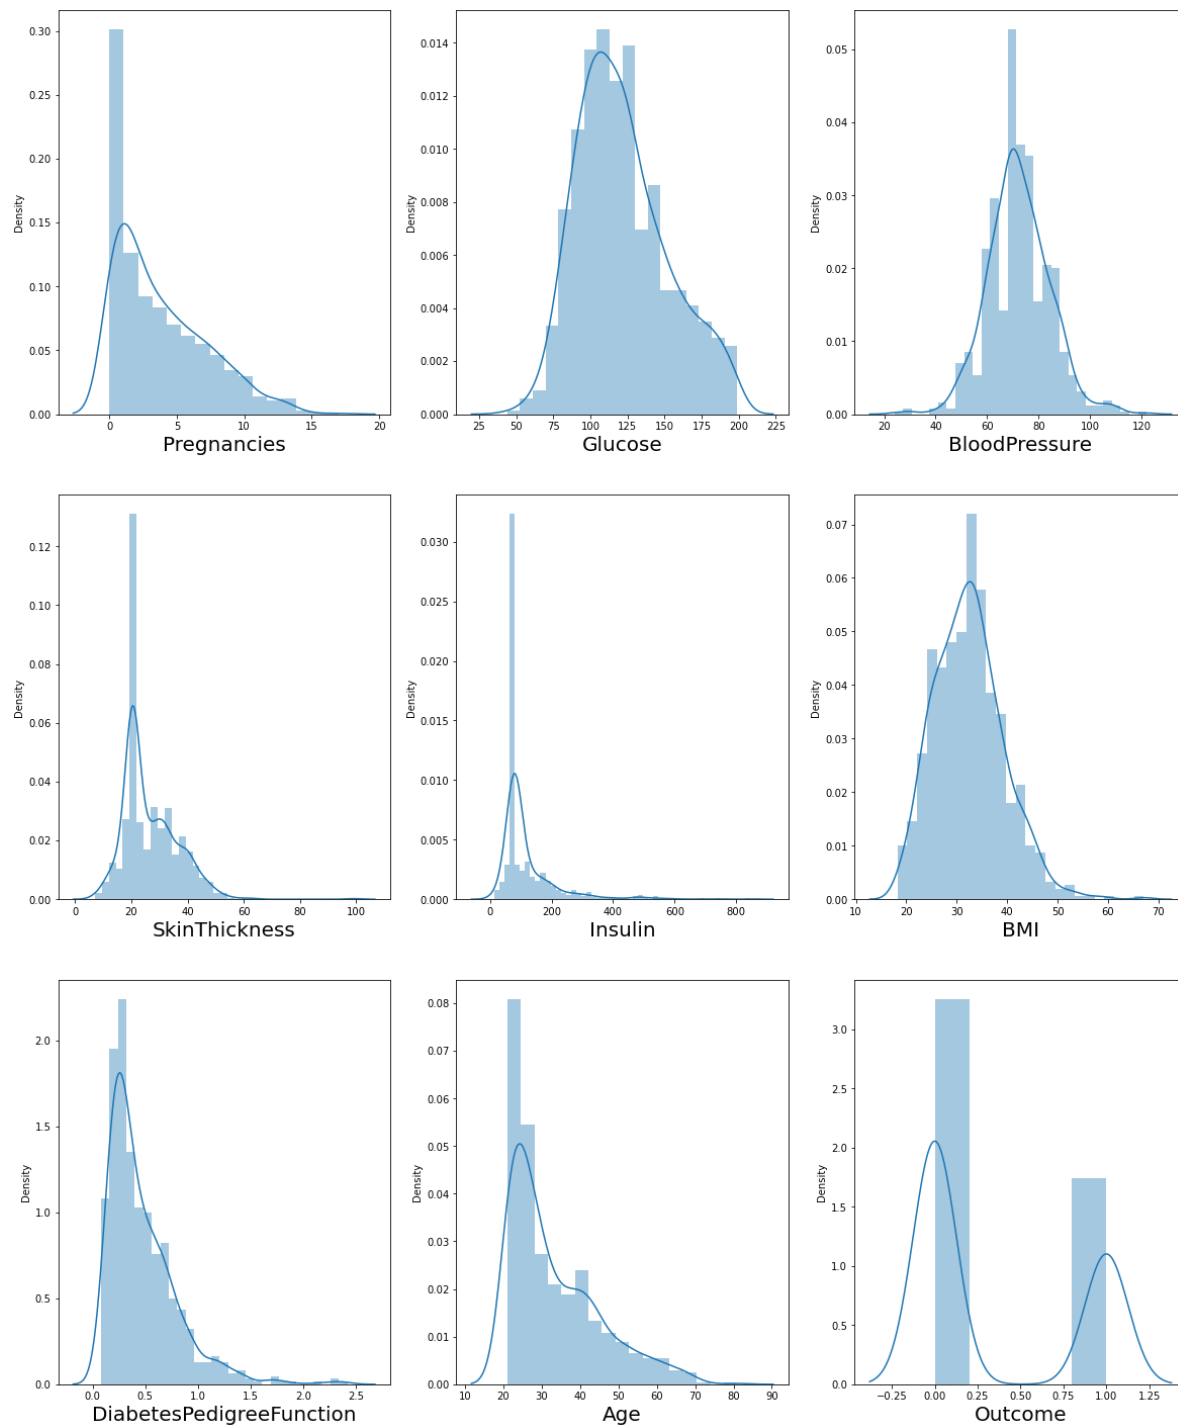 0.30
0.25
0.20
0.15
0.10
0.05
0.00
Density
0 5 10 15 20
Pregnancies
0.014
0.012
0.010
0.008
0.006
0.004
0.002
0.000
Density
25 50 75 100 125 150 175 200 225
Glucose
0.05
0.04
0.03
0.02
0.01
0.00
Density
20 40 60 80 100 120
BloodPressure
0.12
0.10
0.08
0.06
0.04
0.02
0.00
Density
0 20 40 60 80 100
SkinThickness
0.030
0.025
0.020
0.015
0.010
0.005
0.000
Density
0 200 400 600 800
Insulin
0.07
0.06
0.05
0.04
0.03
0.02
0.01
0.00
Density
10 20 30 40 50 60 70
BMI
2.0
1.5
1.0
0.5
0.0
Density
0.0 0.5 1.0 1.5 2.0 2.5
DiabetesPedigreeFunction
0.08
0.07
0.06
0.05
0.04
0.03
0.02
0.01
0.00
Density
10 20 30 40 50 60 70 80 90
Age
3.0
2.5
2.0
1.5
1.0
0.5
0.0
Density
−0.25 0.00 0.25 0.50 0.75 1.00 1.25
Outcome